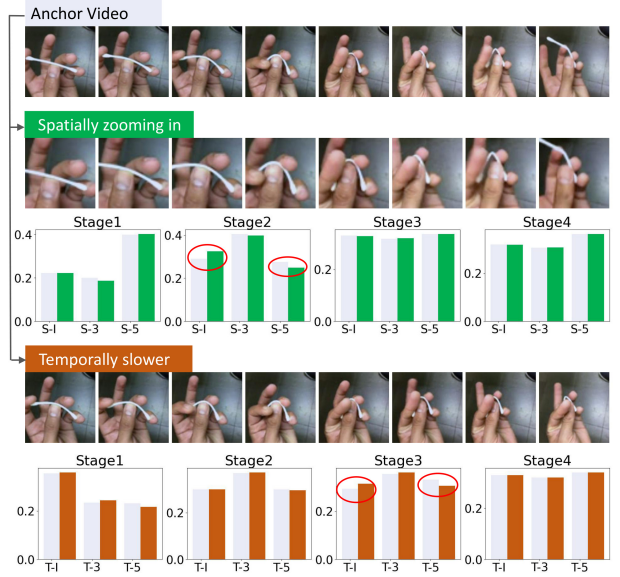 Anchor Video
Spatially zooming in
Stage1 Stage2 Stage3 Stage4
0.4 0.4
0.2 0.2 0.2 0.2
0.0 0.0 0.0 0.0
S-I S-3 S-5 S-I S-3 S-5 S-I S-3 S-5 S-I S-3 S-5
Temporally slower
Stage1 Stage2 Stage3 Stage4
0.2 0.2 0.2 0.2
0.0 0.0 0.0 0.0
T-I T-3 T-5 T-I T-3 T-5 T-I T-3 T-5 T-I T-3 T-5